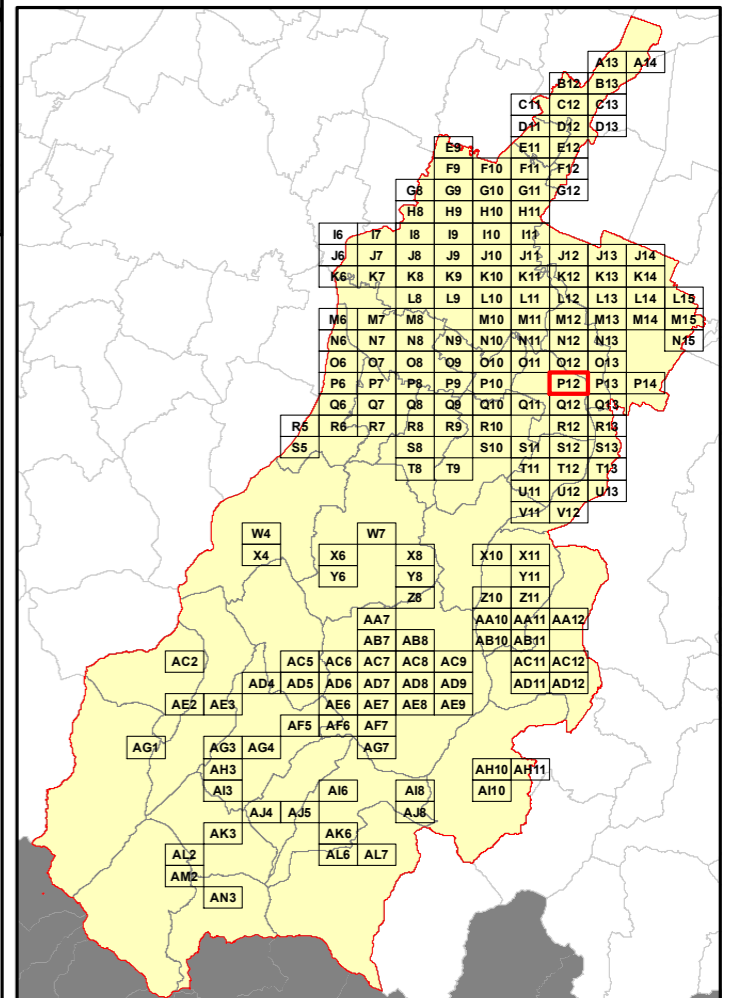 A13 A14
B12 B13
C11 C12 C13
D11 D12 D13
E9 E11 E12
F9 F10 F11 F12
G8 G9 G10 G11 G12
H8 H9 H10 H11
I6 I7 I8 I9 I10 I11
J6 J7 J8 J9 J10 J11 J12 J13 J14
K6 K7 K8 K9 K10 K11 K12 K13 K14
L8 L9 L10 L11 L12 L13 L14 L15
M6 M7 M8 M10 M11 M12 M13 M14 M15
N6 N7 N8 N9 N10 N11 N12 N13 N15
O6 O7 O8 O9 O10 O11 O12 O13
P6 P7 P8 P9 P10 P12 P13 P14
Q6 Q7 Q8 Q9 Q10 Q11 Q12 Q13
R5 R6 R7 R8 R9 R10 R12 R13
S5 S8 S10 S11 S12 S13
T8 T9 T11 T12 T13
U11 U12 U13
V11 V12
W4 W7
X4 X6 X8 X10 X11
Y6 Y8 Y11
Z8 Z10 Z11
AA7 AA10 AA11 AA12
AB7 AB8 AB10 AB11
AC2 AC5 AC6 AC7 AC8 AC9 AC11 AC12
AD4 AD5 AD6 AD7 AD8 AD9 AD11 AD12
AE2 AE3 AE6 AE7 AE8 AE9
AF5 AF6 AF7
AG1 AG3 AG4 AG7
AH3 AH10 AH11
AI3 AI6 AI8 AI10
AJ4 AJ5 AJ8
AK3 AK6
AL2 AL6 AL7
AM2
AN3